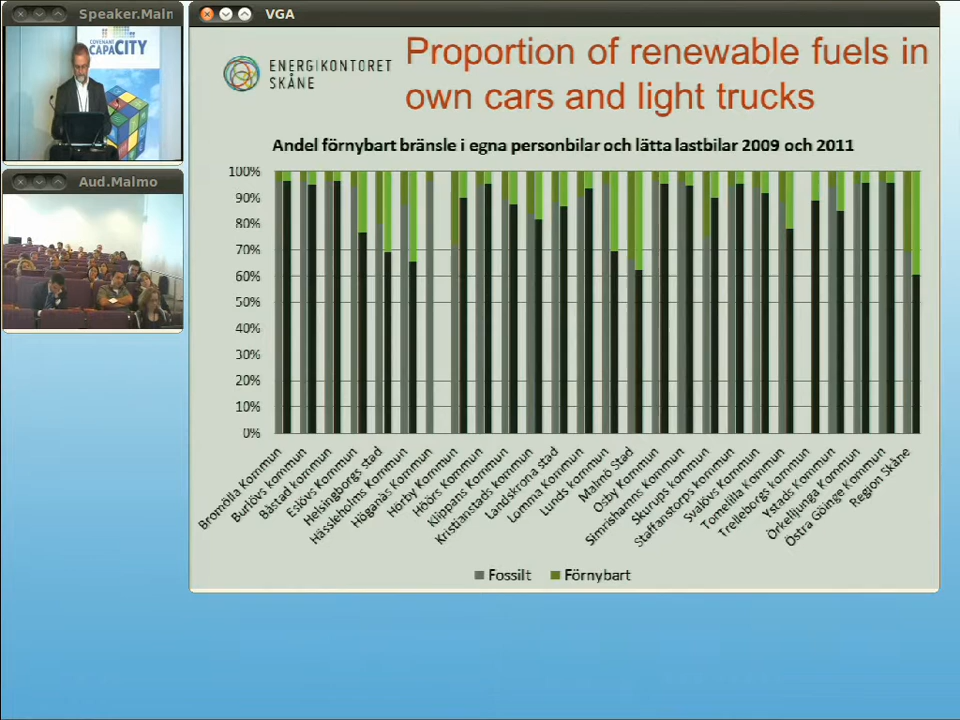 Speaker.Malm
COVENANT
CAPACITY
Aud.Malmo
VGA
ENERGIKONTORET
SKÅNE
Proportion of renewable fuels in
own cars and light trucks
Andel förnybart bränsle i egna personbilar och lätta lastbilar 2009 och 2011
100%
90%
80%
70%
60%
50%
40%
30%
20%
10%
0%
Bromölla Kommun
Burlövs Kommun
Båstad Kommun
Eslövs Kommun
Helsingborgs stad
Hässleholms Kommun
Höganäs Kommun
Hörby Kommun
Höörs Kommun
Klippans Kommun
Kristianstads Kommun
Landskrona stad
Lomma Kommun
Lunds Kommun
Malmö Stad
Osby Kommun
Simrishamns Kommun
Skurups Kommun
Staffanstorps Kommun
Svalövs Kommun
Tomelilla Kommun
Trelleborgs Kommun
Ystads Kommun
Örkelljunga Kommun
Östra Göinge Kommun
Region Skåne
Fossilt
Förnybart